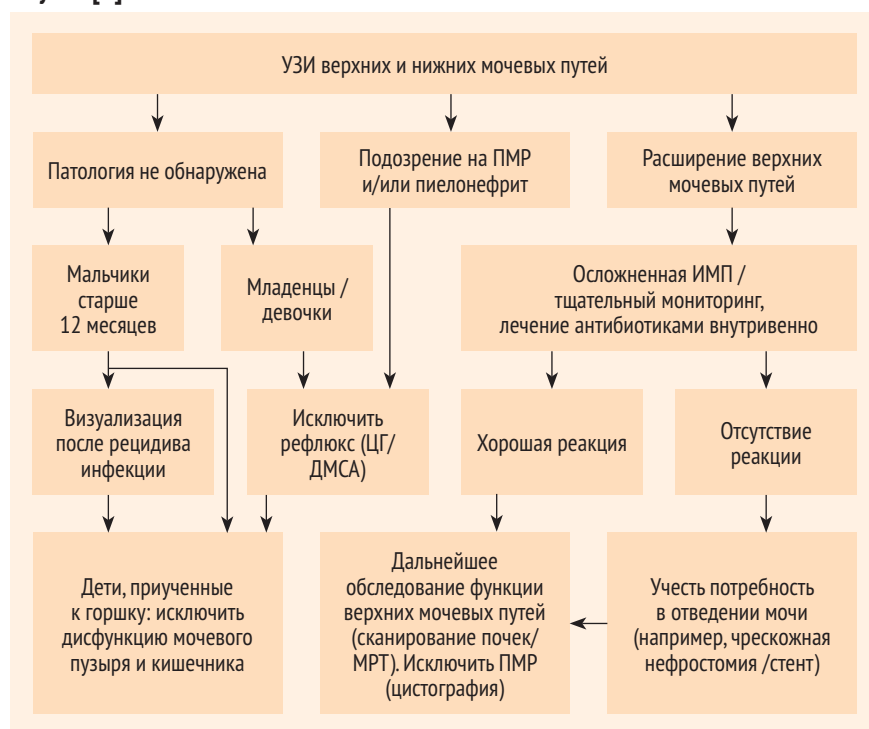 УЗИ верхних и нижних мочевых путей
Патология не обнаружена
Подозрение на ПМР
и/или пиелонефрит
Расширение верхних
мочевых путей
Мальчики
старше
12 месяцев
Младенцы /
девочки
Осложненная ИМП /
тщательный мониторинг,
лечение антибиотиками внутривенно
Визуализация
после рецидива
инфекции
Исключить
рефлюкс (ЦГ/
ДМСА)
Хорошая реакция
Отсутствие
реакции
Дети, приученные
к горшку: исключить
дисфункцию мочевого
пузыря и кишечника
Дальнейшее
обследование функции
верхних мочевых путей
(сканирование почек/
МРТ). Исключить ПМР
(цистография)
Учесть потребность
в отведении мочи
(например, чрескожная
нефростомия /стент)